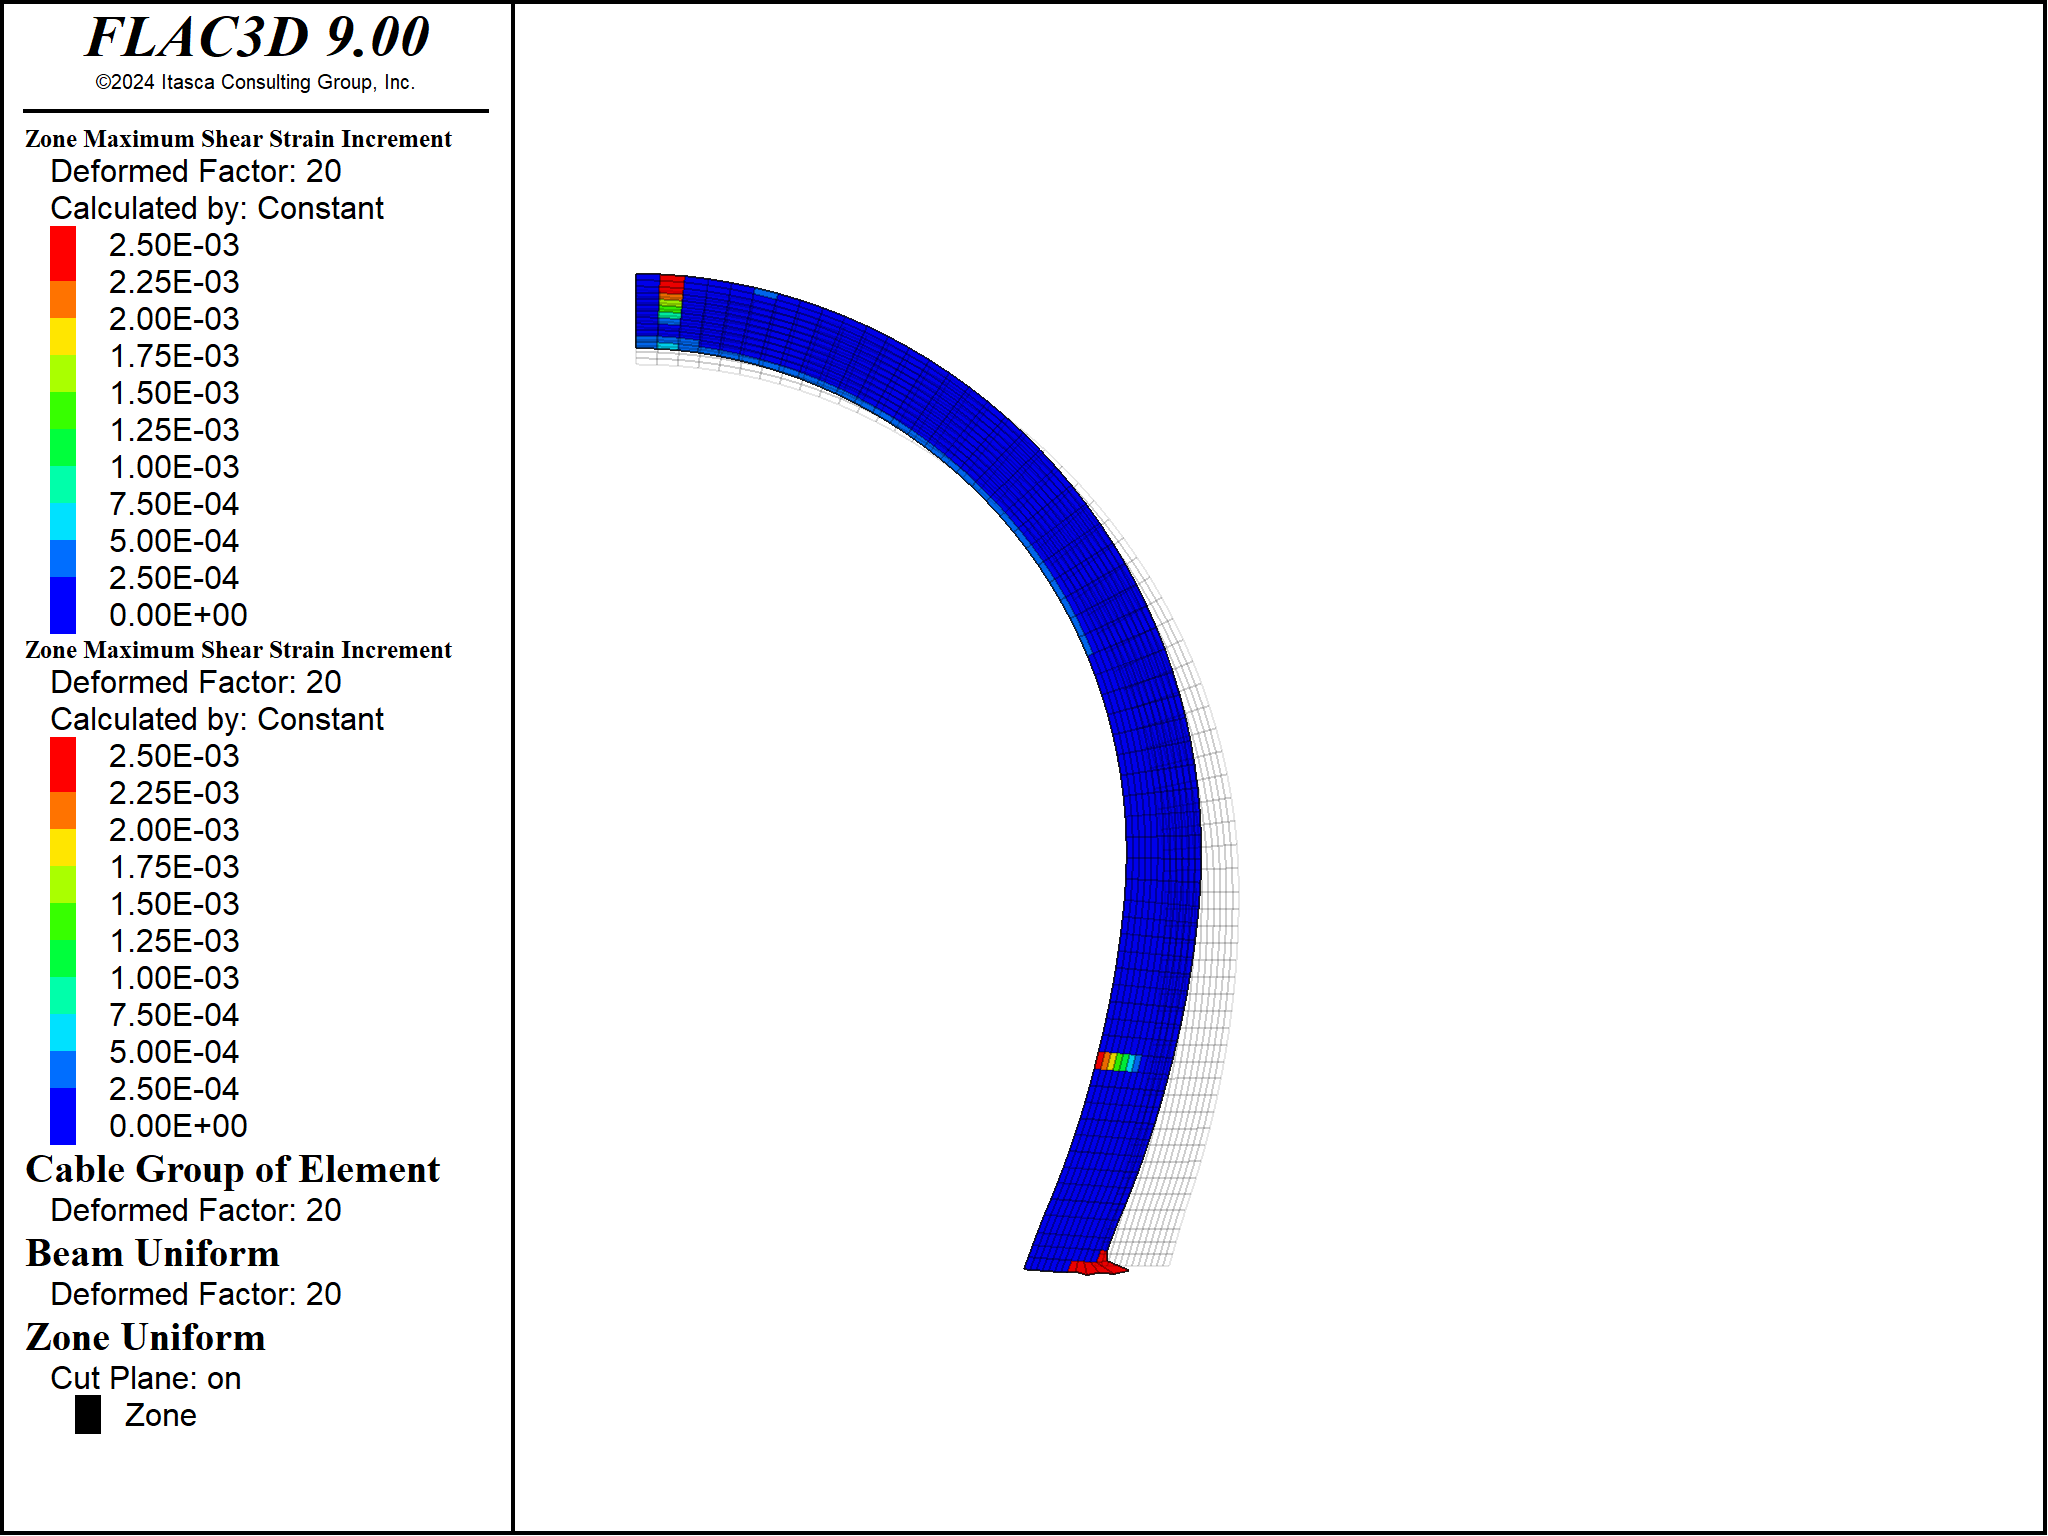 FLAC3D 9.00
©2024 Itasca Consulting Group, Inc.
Zone Maximum Shear Strain Increment
Deformed Factor: 20
Calculated by: Constant
2.50E-03
2.25E-03
2.00E-03
1.75E-03
1.50E-03
1.25E-03
1.00E-03
7.50E-04
5.00E-04
2.50E-04
0.00E+00
Zone Maximum Shear Strain Increment
Deformed Factor: 20
Calculated by: Constant
2.50E-03
2.25E-03
2.00E-03
1.75E-03
1.50E-03
1.25E-03
1.00E-03
7.50E-04
5.00E-04
2.50E-04
0.00E+00
Cable Group of Element
Deformed Factor: 20
Beam Uniform
Deformed Factor: 20
Zone Uniform
Cut Plane: on
Zone